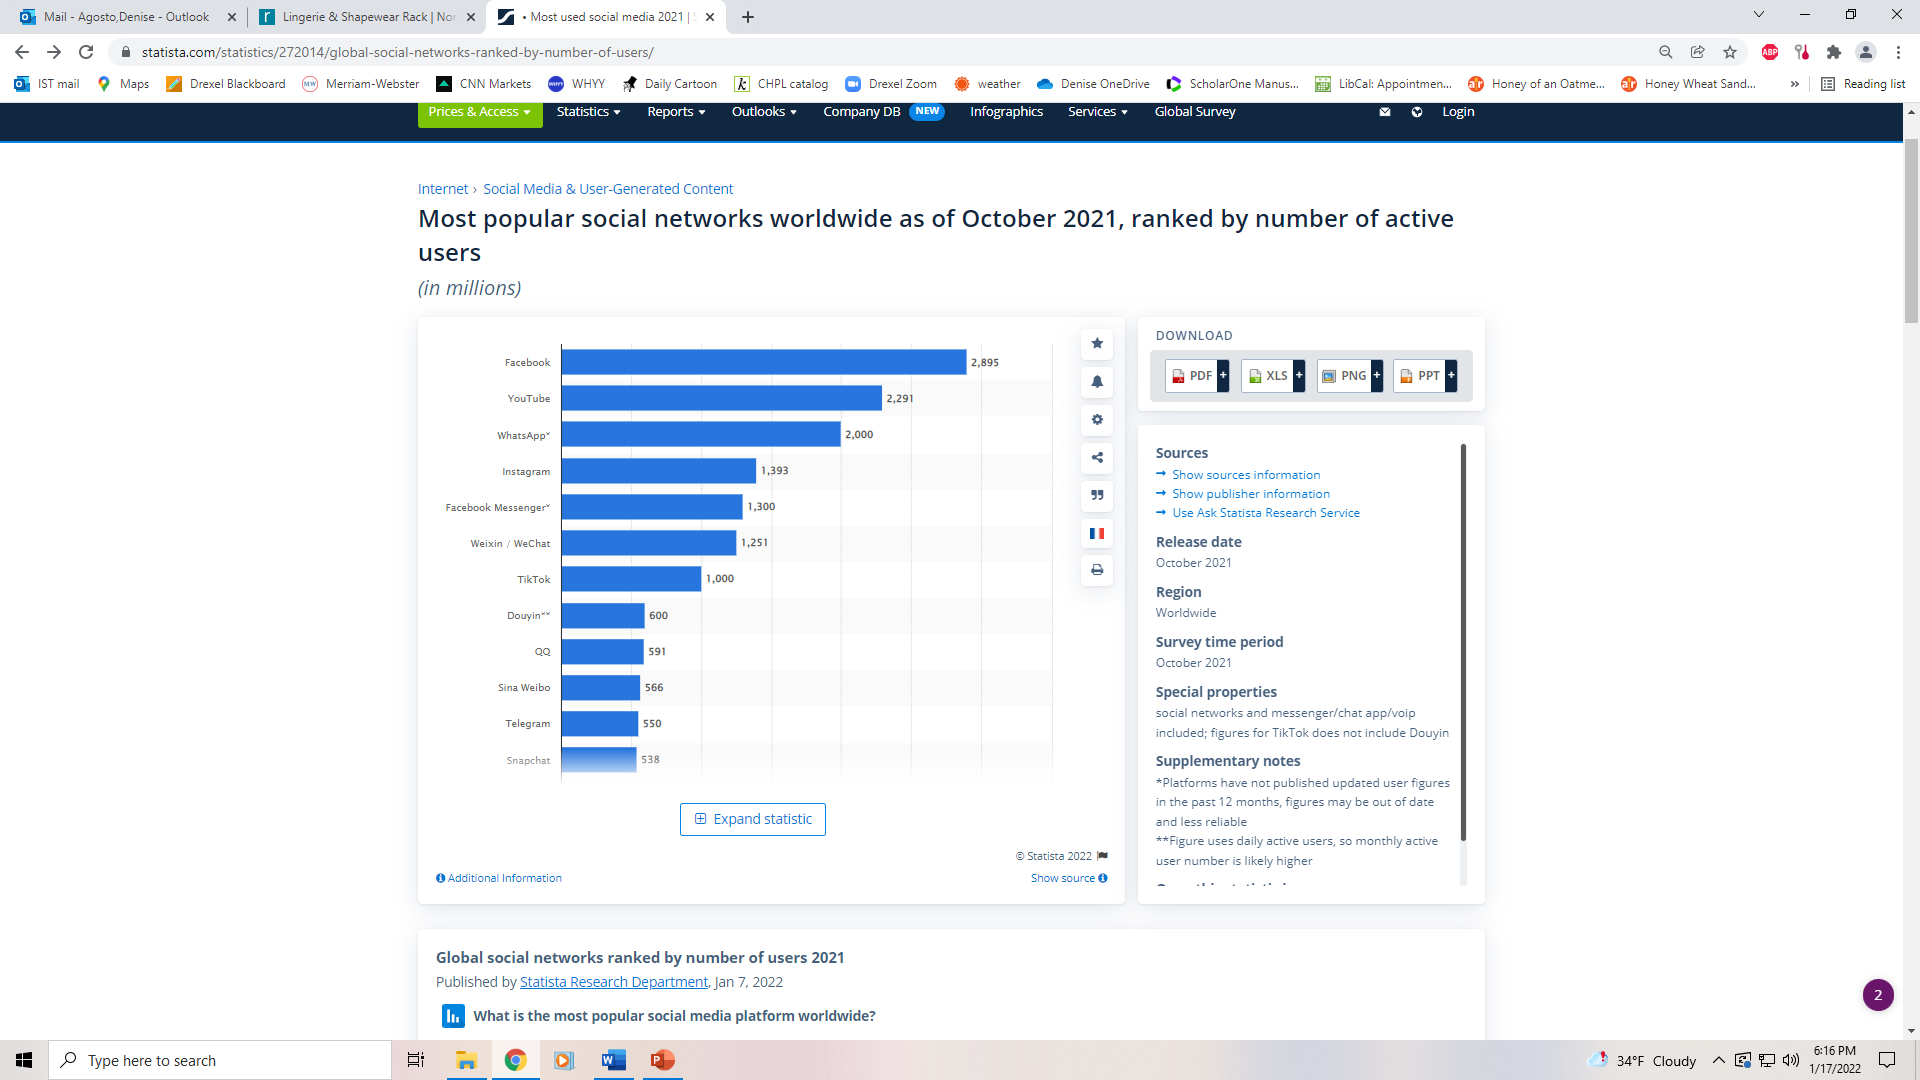 Mail - Agosto,Denise - Outlook
Lingerie & Shapewear Rack | Nor
• Most used social media 2021 |
statista.com/statistics/272014/global-social-networks-ranked-by-number-of-users/
ABP
IST mail
Maps
Drexel Blackboard
MW
Merriam-Webster
CNN Markets
WHYY
Daily Cartoon
k
CHPL catalog
Drexel Zoom
weather
Denise OneDrive
ScholarOne Manus...
LibCal: Appointmen...
ar
Honey of an Oatme...
ar
Honey Wheat Sand...
»
Reading list
Prices & Access
Statistics
Reports
Outlooks
Company DB NEW
Infographics
Services
Global Survey
Login
Internet › Social Media & User-Generated Content
Most popular social networks worldwide as of October 2021, ranked by number of active
users
(in millions)
Facebook 2,895
YouTube 2,291
WhatsApp* 2,000
Instagram 1,393
Facebook Messenger* 1,300
Weixin / WeChat 1,251
TikTok 1,000
Douyin** 600
QQ 591
Sina Weibo 566
Telegram 550
Snapchat 538
Expand statistic
© Statista 2022
Additional Information
Show source
DOWNLOAD
PDF +
XLS +
PNG +
PPT +
Sources
Show sources information
Show publisher information
Use Ask Statista Research Service
Release date
October 2021
Region
Worldwide
Survey time period
October 2021
Special properties
social networks and messenger/chat app/voip
included; figures for TikTok does not include Douyin
Supplementary notes
*Platforms have not published updated user figures
in the past 12 months, figures may be out of date
and less reliable
**Figure uses daily active users, so monthly active
user number is likely higher
Global social networks ranked by number of users 2021
Published by Statista Research Department, Jan 7, 2022
What is the most popular social media platform worldwide?
2
Type here to search
34°F Cloudy
6:16 PM
1/17/2022